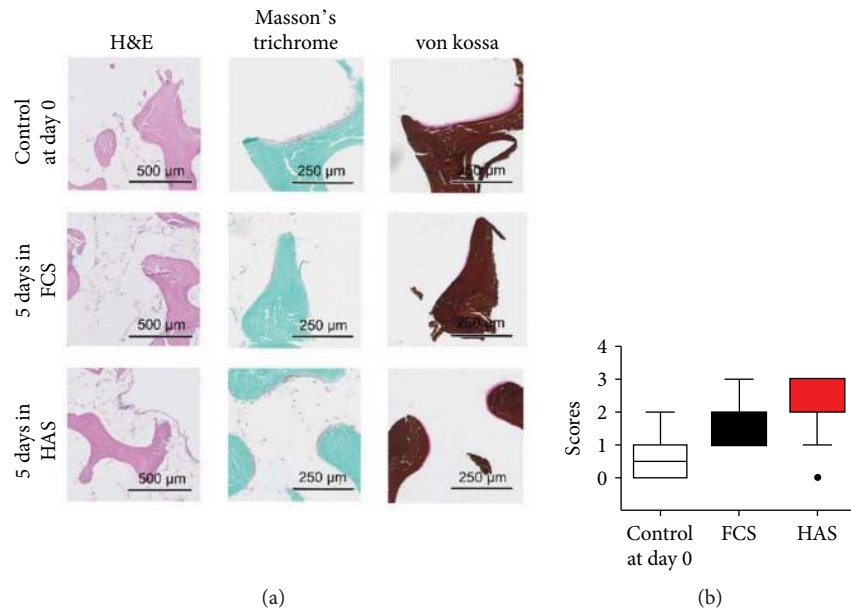 H&E
Masson's
trichrome
von kossa
Control
at day 0
500 µm
250 µm
250 µm
5 days in
FCS
500 µm
250 µm
250 µm
5 days in
HAS
500 µm
250 µm
250 µm
(a)
Scores
4
3
2
1
0
Control
at day 0
FCS
HAS
(b)